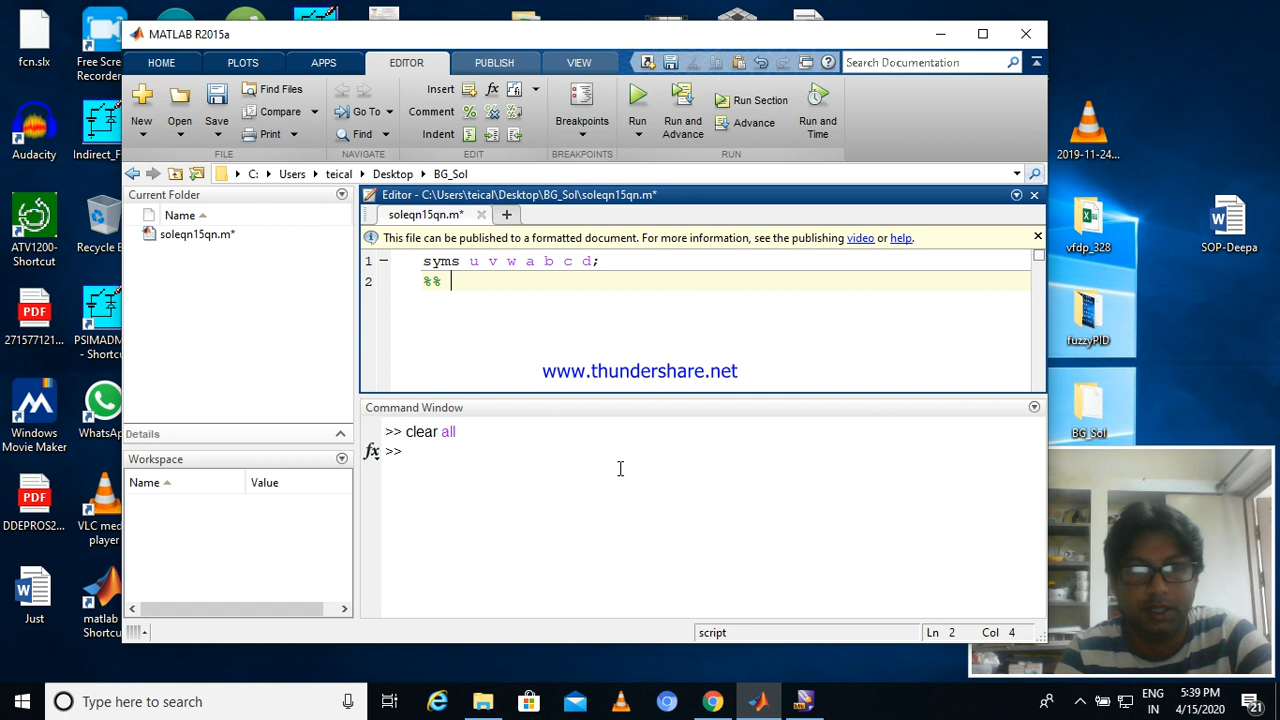 fcn.slx
Free Scre
Recorder
Audacity
Indirect_F
ATV1200-
Shortcut
Recycle B
271577121...
PSIMADM
- Shortcu
Windows
Movie Maker
WhatsAp
DDEPROS2...
VLC med
player
Just
matlab
Shortcu
MATLAB R2015a
HOME PLOTS APPS EDITOR PUBLISH VIEW
Search Documentation
New Open Save
Find Files
Compare
Print
FILE
Go To
Find
NAVIGATE
Insert
Comment
Indent
EDIT
Breakpoints
BREAKPOINTS
Run
Run and
Advance
Run Section
Advance
Run and
Time
RUN
C: Users teical Desktop BG_Sol
Current Folder
Name
soleqn15qn.m*
Details
Workspace
Name Value
Editor - C:\Users\teical\Desktop\BG_Sol\soleqn15qn.m*
soleqn15qn.m*
This file can be published to a formatted document. For more information, see the publishing video or help.
1 syms u v w a b c d;
2 %%
www.thundershare.net
Command Window
>> clear all
fx >>
script Ln 2 Col 4
2019-11-24...
vfdp_328
SOP-Deepa
fuzzyPID
BG_Sol
Type here to search
ENG
IN
5:39 PM
4/15/2020
21